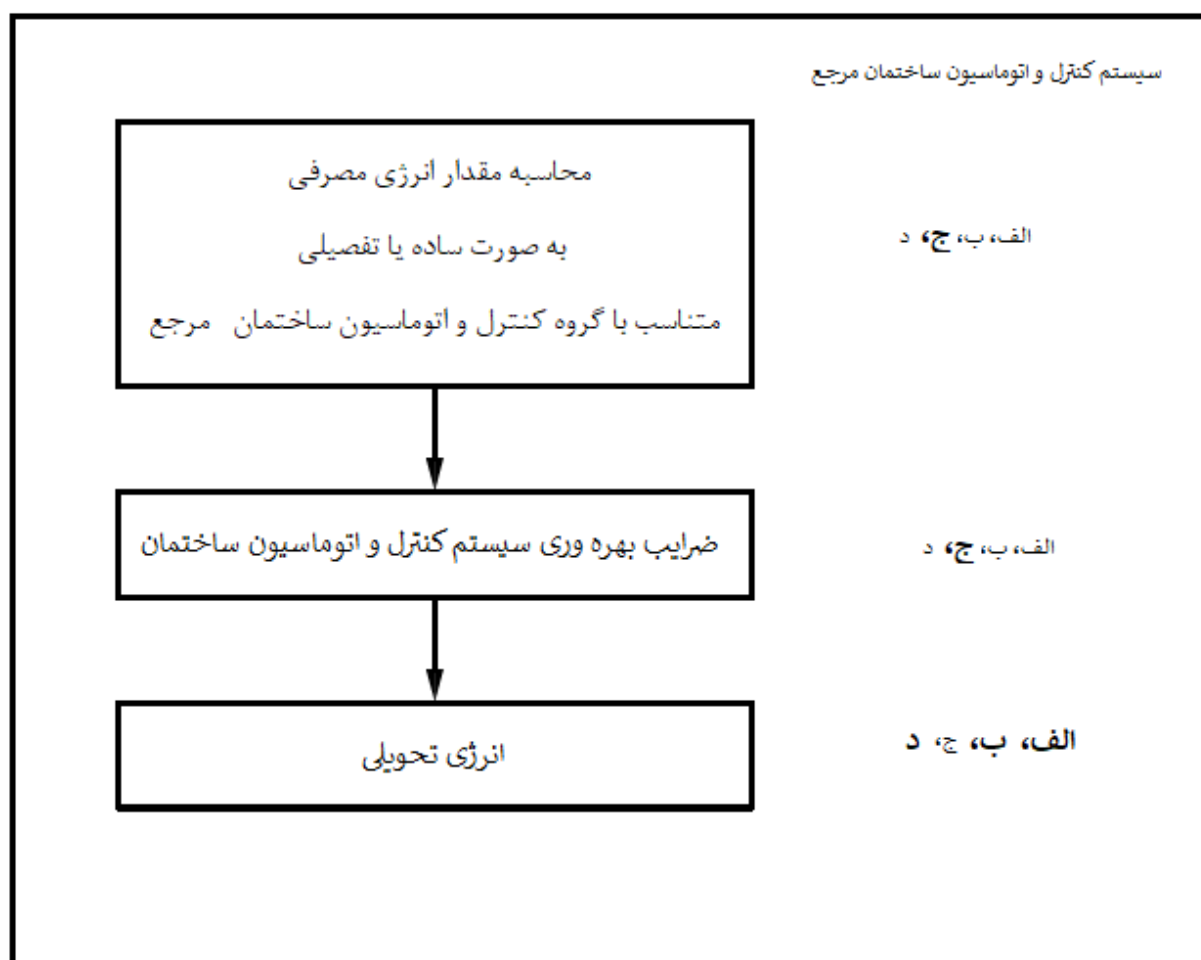 سیستم کنترل و اتوماسیون ساختمان مرجع
محاسبه مقدار انرژی مصرفی
به صورت ساده یا تفصیلی
متناسب با گروه کنترل و اتوماسیون ساختمان مرجع
الف، ب، ج، د
ضرایب بهره وری سیستم کنترل و اتوماسیون ساختمان
الف، ب، ج، د
انرژی تحویلی
الف، ب، ج، د